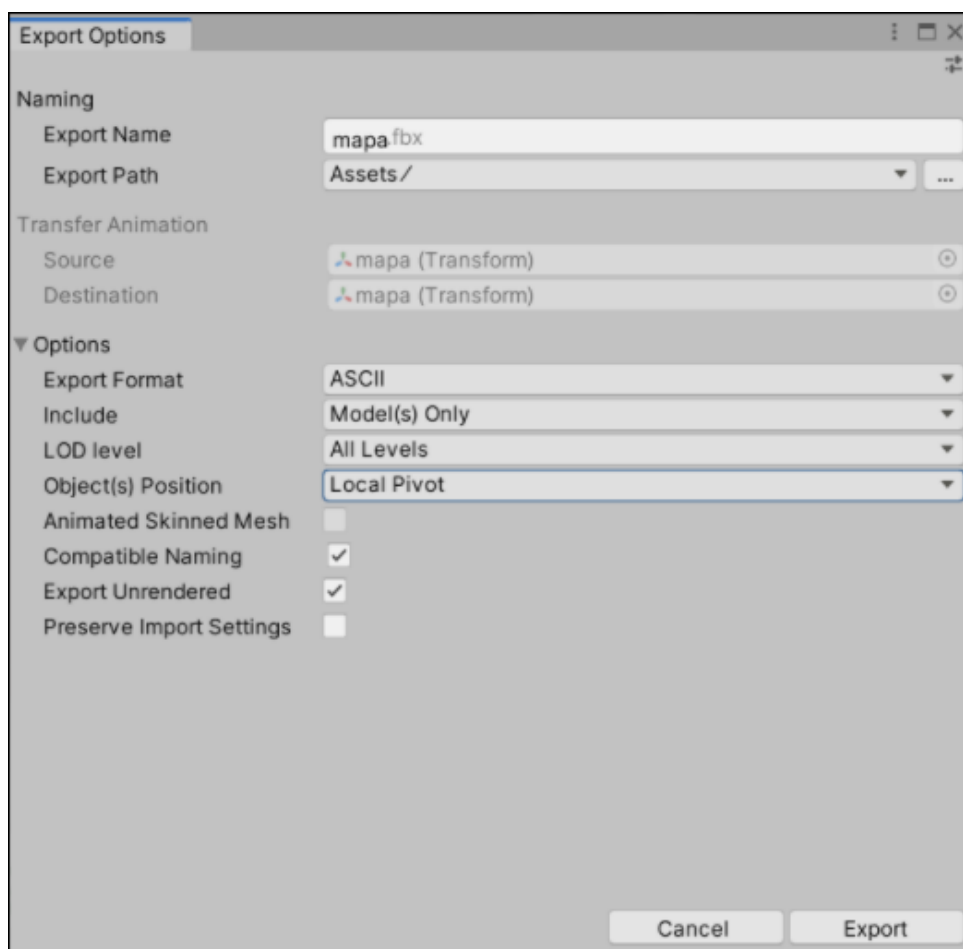 Export Options
Naming
Export Name mapa.fbx
Export Path Assets/ ...
Transfer Animation
Source mapa (Transform)
Destination mapa (Transform)
Options
Export Format ASCII
Include Model(s) Only
LOD level All Levels
Object(s) Position Local Pivot
Animated Skinned Mesh
Compatible Naming
Export Unrendered
Preserve Import Settings
Cancel Export